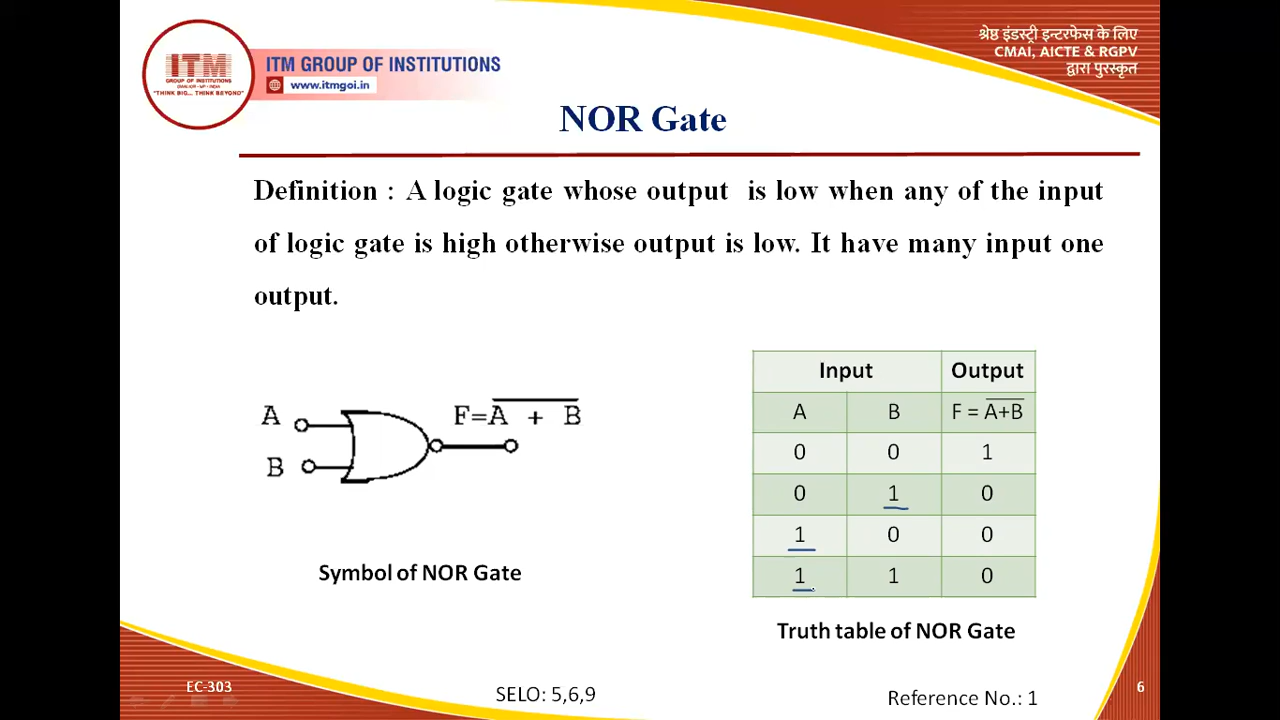 ITM
GROUP OF INSTITUTIONS
"THINK BIG... THINK BEYOND"
ITM GROUP OF INSTITUTIONS
www.itmgoi.in
श्रेष्ठ इंडस्ट्री इन्टरफेस के लिए
CMAI, AICTE & RGPV
द्वारा पुरस्कृत
NOR Gate
Definition : A logic gate whose output is low when any of the input
of logic gate is high otherwise output is low. It have many input one
output.
A
B
F=A̅ ̅+̅ ̅B̅
Symbol of NOR Gate
Input Output
A B F = A̅+̅B̅
0 0 1
0 1 0
1 0 0
1 1 0
Truth table of NOR Gate
EC-303
SELO: 5,6,9
Reference No.: 1
6